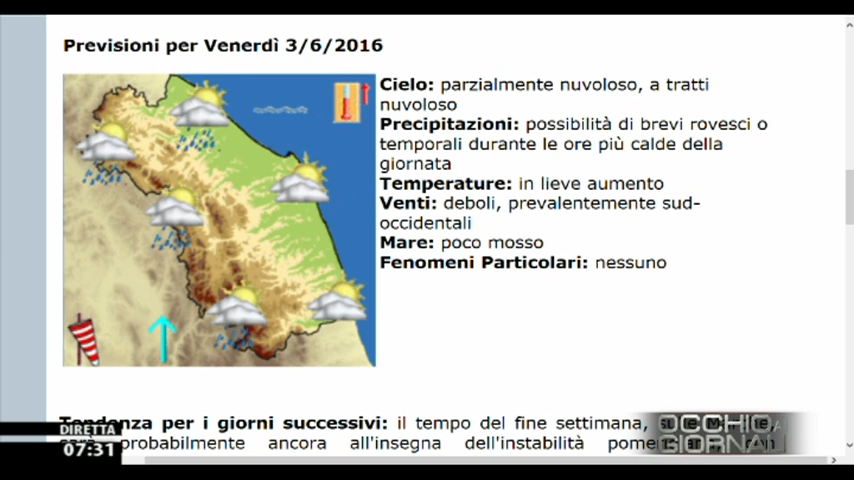 Previsioni per Venerdì 3/6/2016
Cielo: parzialmente nuvoloso, a tratti
nuvoloso
Precipitazioni: possibilità di brevi rovesci o
temporali durante le ore più calde della
giornata
Temperature: in lieve aumento
Venti: deboli, prevalentemente sud-
occidentali
Mare: poco mosso
Fenomeni Particolari: nessuno
Tendenza per i giorni successivi: il tempo del fine settimana,
probabilmente ancora all'insegna dell'instabilità
DIRETTA
07:31
OCCHIO
GIORNALI